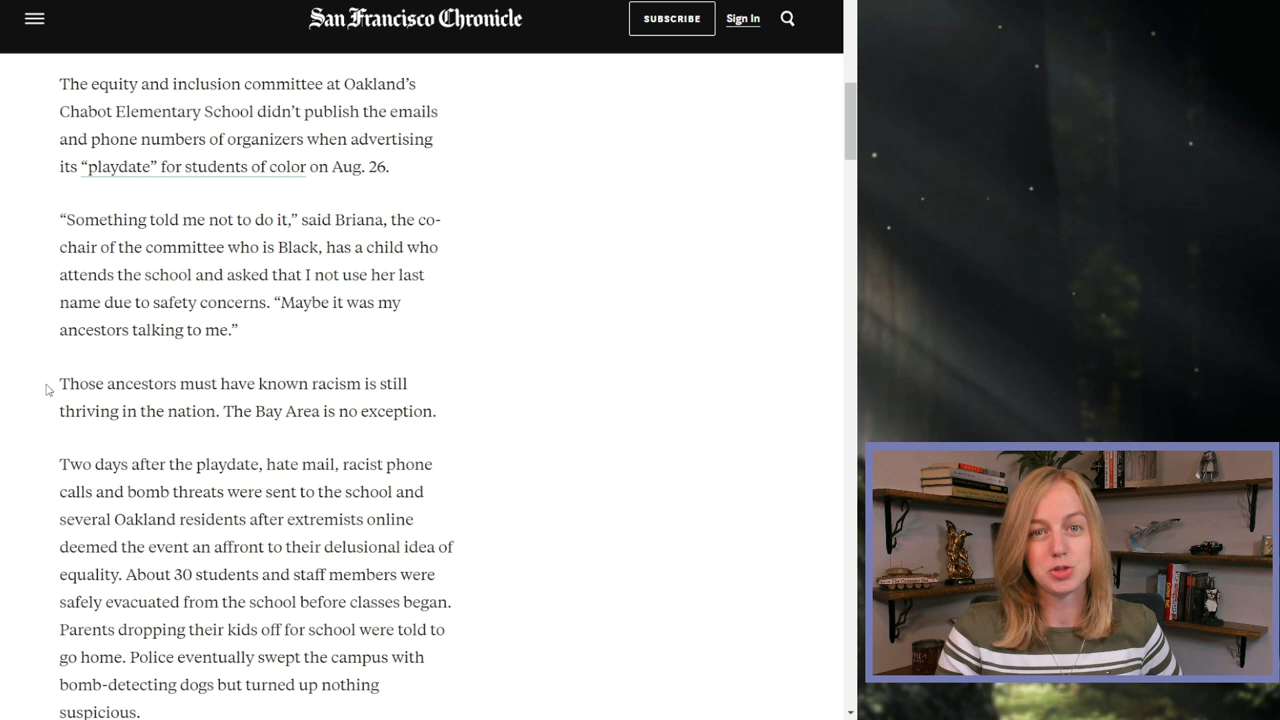 San Francisco Chronicle
SUBSCRIBE
Sign In
The equity and inclusion committee at Oakland’s
Chabot Elementary School didn’t publish the emails
and phone numbers of organizers when advertising
its “playdate” for students of color on Aug. 26.
“Something told me not to do it,” said Briana, the co-
chair of the committee who is Black, has a child who
attends the school and asked that I not use her last
name due to safety concerns. “Maybe it was my
ancestors talking to me.”
Those ancestors must have known racism is still
thriving in the nation. The Bay Area is no exception.
Two days after the playdate, hate mail, racist phone
calls and bomb threats were sent to the school and
several Oakland residents after extremists online
deemed the event an affront to their delusional idea of
equality. About 30 students and staff members were
safely evacuated from the school before classes began.
Parents dropping their kids off for school were told to
go home. Police eventually swept the campus with
bomb-detecting dogs but turned up nothing
suspicious.